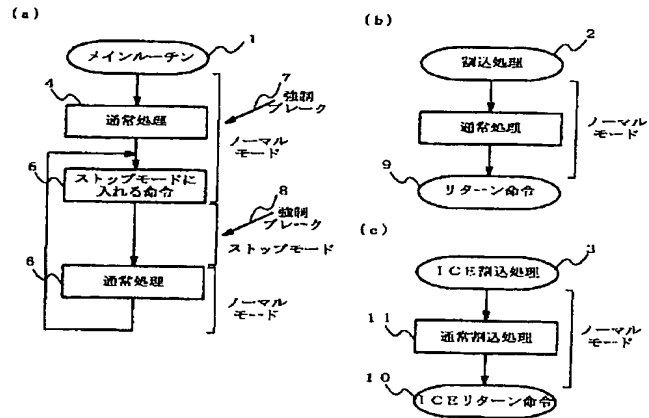 (a)
メインルーチン
1
4
通常処理
7
強制
ブレーク
ノーマル
モード
6
ストップモードに
入れる命令
8
強制
ブレーク
ストップモード
6
通常処理
ノーマル
モード
(b)
2
割込処理
通常処理
ノーマル
モード
9
リターン命令
(c)
3
ICE割込処理
11
通常割込処理
ノーマル
モード
10
ICEリターン命令